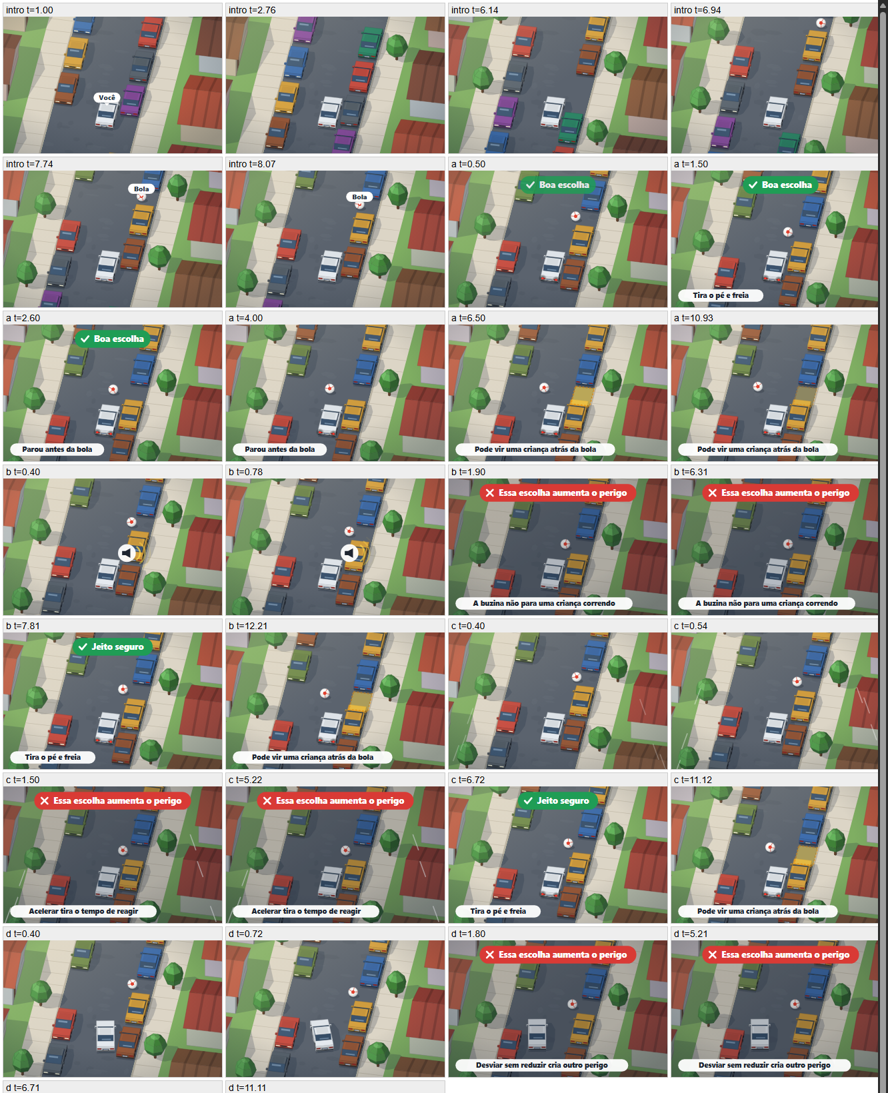 intro t=1.00
intro t=2.76
intro t=6.14
intro t=6.94
Você
intro t=7.74
intro t=8.07
a t=0.50
a t=1.50
Bola
Bola
Boa escolha
Boa escolha
Tira o pé e freia
a t=2.60
a t=4.00
a t=6.50
a t=10.93
Boa escolha
Parou antes da bola
Parou antes da bola
Pode vir uma criança atrás da bola
Pode vir uma criança atrás da bola
b t=0.40
b t=0.78
b t=1.90
b t=6.31
Essa escolha aumenta o perigo
Essa escolha aumenta o perigo
A buzina não para uma criança correndo
A buzina não para uma criança correndo
b t=7.81
b t=12.21
c t=0.40
c t=0.54
Jeito seguro
Tira o pé e freia
Pode vir uma criança atrás da bola
c t=1.50
c t=5.22
c t=6.72
c t=11.12
Essa escolha aumenta o perigo
Essa escolha aumenta o perigo
Jeito seguro
Acelerar tira o tempo de reagir
Acelerar tira o tempo de reagir
Tira o pé e freia
Pode vir uma criança atrás da bola
d t=0.40
d t=0.72
d t=1.80
d t=5.21
Essa escolha aumenta o perigo
Essa escolha aumenta o perigo
Desviar sem reduzir cria outro perigo
Desviar sem reduzir cria outro perigo
d t=6.71
d t=11.11